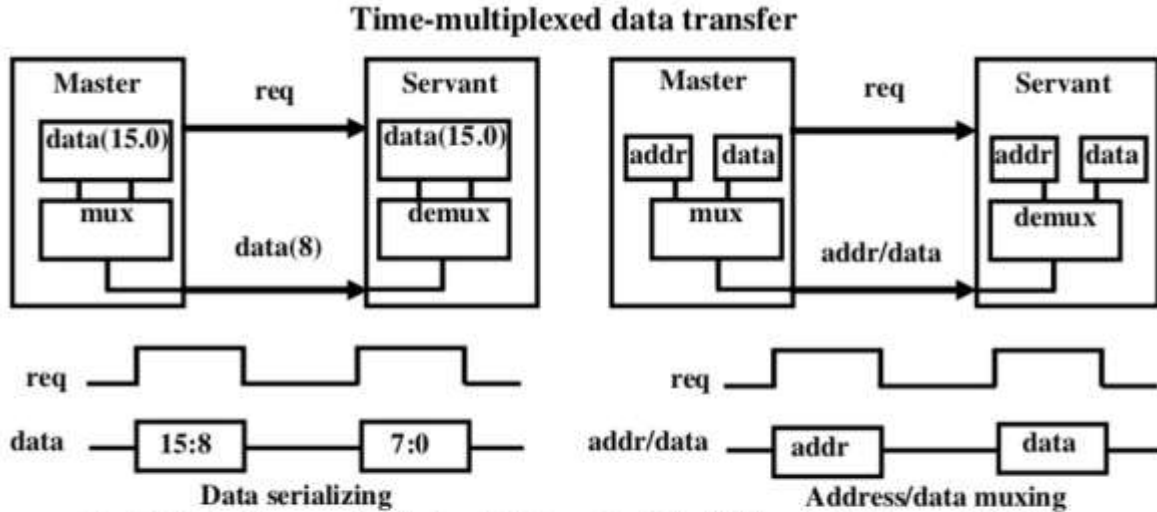 Time-multiplexed data transfer
Master
req
Servant
data(15.0)
data(15.0)
mux
demux
data(8)
req
data
15:8
7:0
Data serializing
Master
req
Servant
addr
data
addr
data
mux
demux
addr/data
req
addr/data
addr
data
Address/data muxing